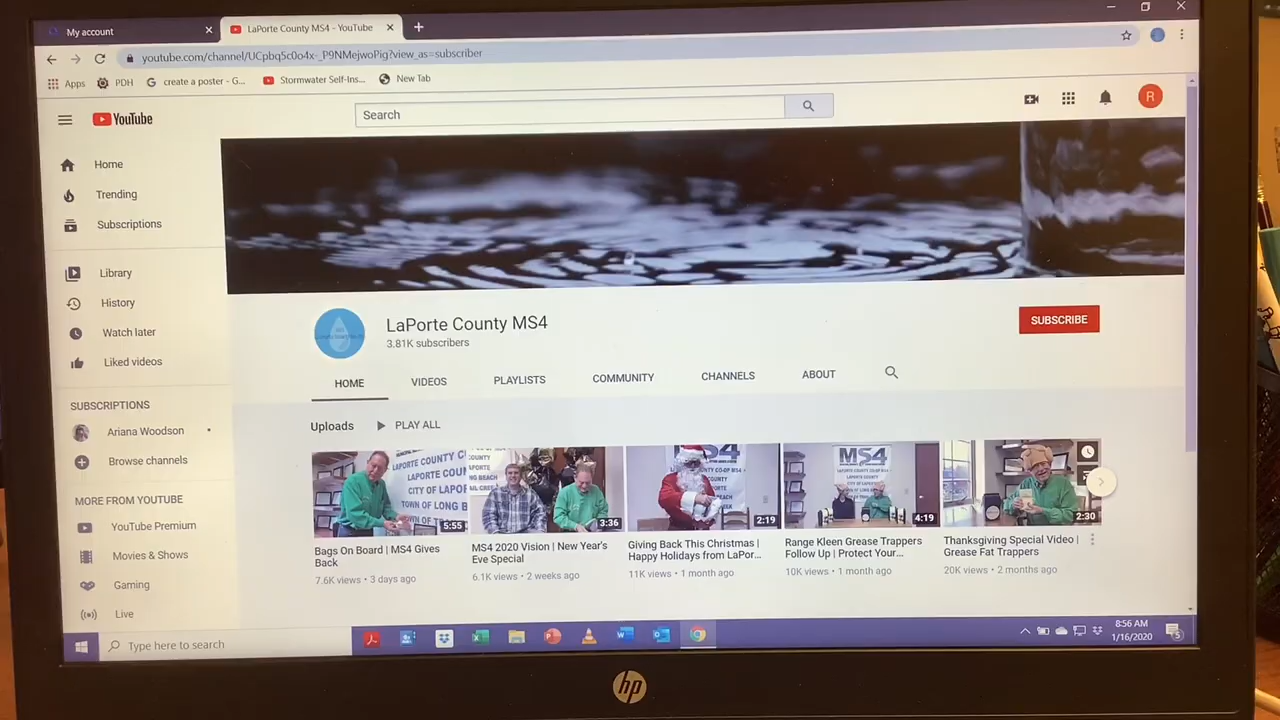 My account
LaPorte County MS4 - YouTube
youtube.com/channel/UCpbq5c0o4x-_P9NMejwoPig?view_as=subscriber
Apps PDH create a poster - G... Stormwater Self-Ins... New Tab
YouTube
Search
R
Home
Trending
Subscriptions
Library
History
Watch later
Liked videos
SUBSCRIPTIONS
Ariana Woodson
Browse channels
MORE FROM YOUTUBE
YouTube Premium
Movies & Shows
Gaming
Live
LaPorte County MS4
3.81K subscribers
SUBSCRIBE
HOME VIDEOS PLAYLISTS COMMUNITY CHANNELS ABOUT
Uploads PLAY ALL
5:55
Bags On Board | MS4 Gives
Back
7.6K views • 3 days ago
3:36
MS4 2020 Vision | New Year's
Eve Special
6.1K views • 2 weeks ago
2:19
Giving Back This Christmas |
Happy Holidays from LaPor...
11K views • 1 month ago
MS4
4:19
Range Kleen Grease Trappers
Follow Up | Protect Your...
10K views • 1 month ago
2:30
Thanksgiving Special Video |
Grease Fat Trappers
20K views • 2 months ago
Type here to search
8:56 AM
1/16/2020
5
hp